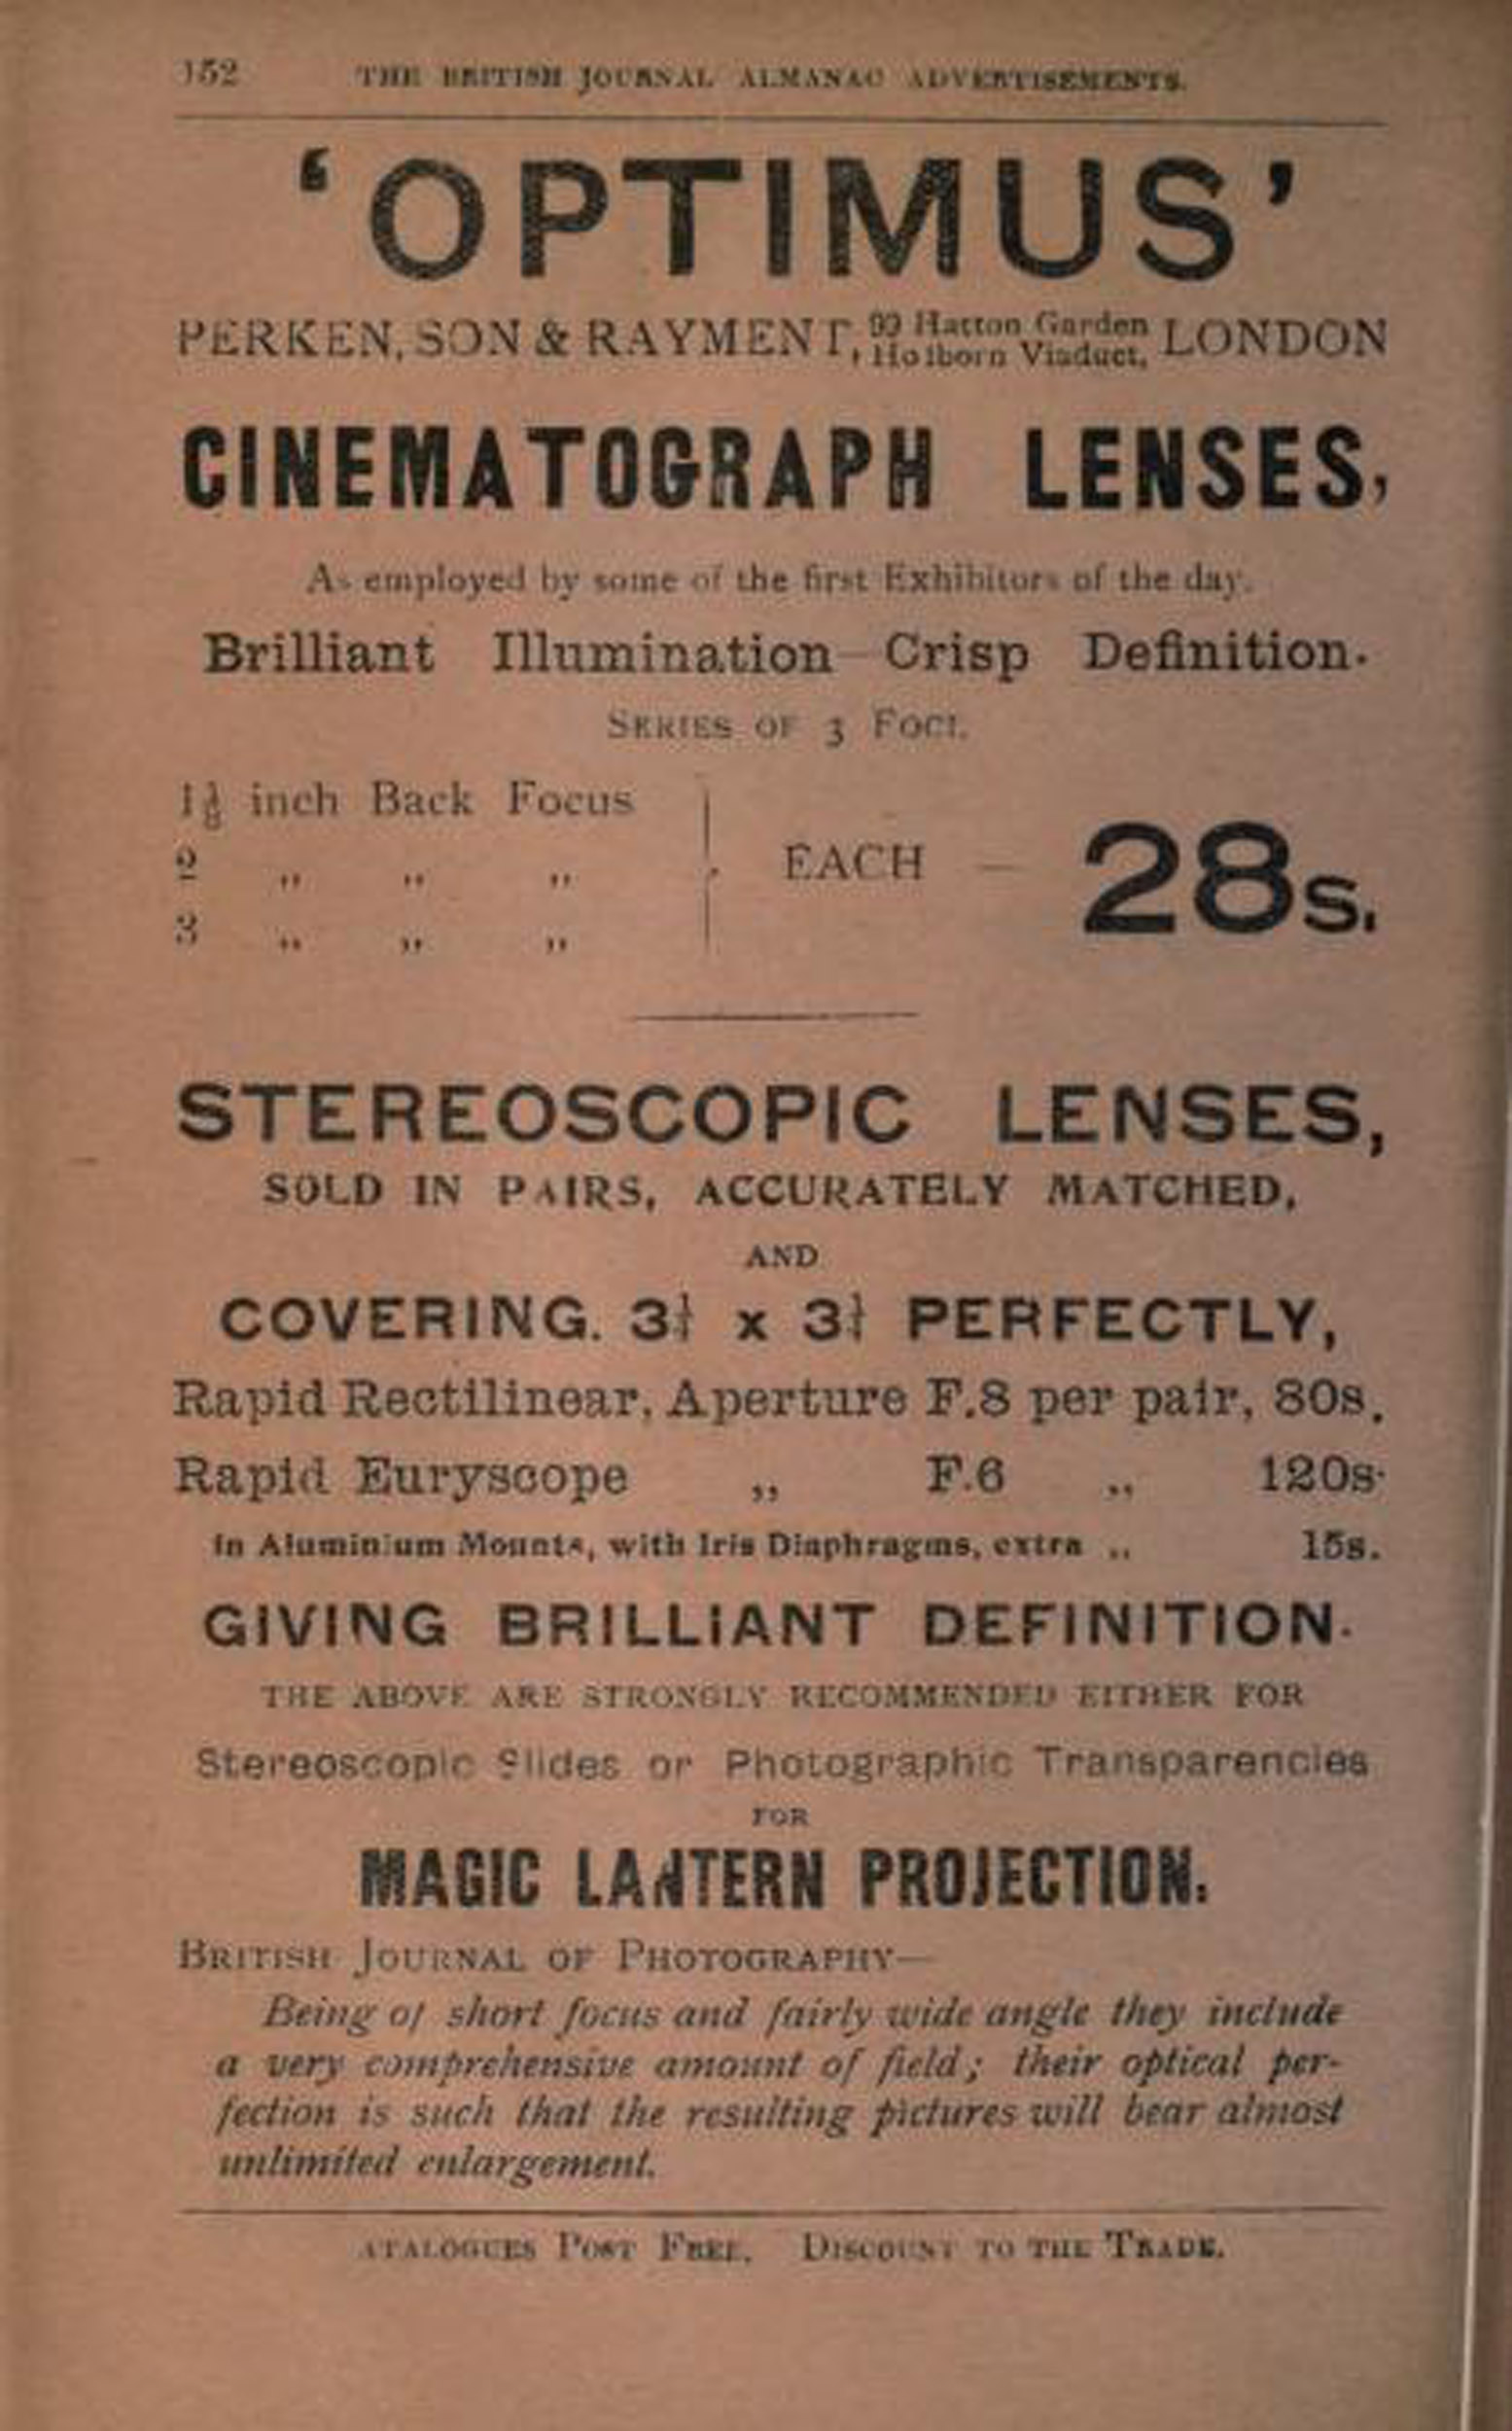 152 THE BRITISH JOURNAL ALMANAC ADVERTISEMENTS.
‘OPTIMUS’
PERKEN, SON & RAYMENT, 99 Hatton Garden LONDON
Holborn Viaduct,
CINEMATOGRAPH LENSES,
As employed by some of the first Exhibitors of the day.
Brilliant Illumination—Crisp Definition.
SERIES OF 3 FOCI.
1⅛ inch Back Focus
2 ,, ,, ,, EACH — 28s.
3 ,, ,, ,,
STEREOSCOPIC LENSES,
SOLD IN PAIRS, ACCURATELY MATCHED,
AND
COVERING. 3¼ x 3¼ PERFECTLY,
Rapid Rectilinear, Aperture F.8 per pair, 80s.
Rapid Euryscope ,, F.6 ,, 120s.
in Aluminium Mounts, with Iris Diaphragms, extra ,, 15s.
GIVING BRILLIANT DEFINITION.
THE ABOVE ARE STRONGLY RECOMMENDED EITHER FOR
Stereoscopic Slides or Photographic Transparencies
FOR
MAGIC LANTERN PROJECTION.
BRITISH JOURNAL OF PHOTOGRAPHY—
Being of short focus and fairly wide angle they include
a very comprehensive amount of field; their optical per-
fection is such that the resulting pictures will bear almost
unlimited enlargement.
ATALOGUES POST FREE. DISCOUNT TO THE TRADE.